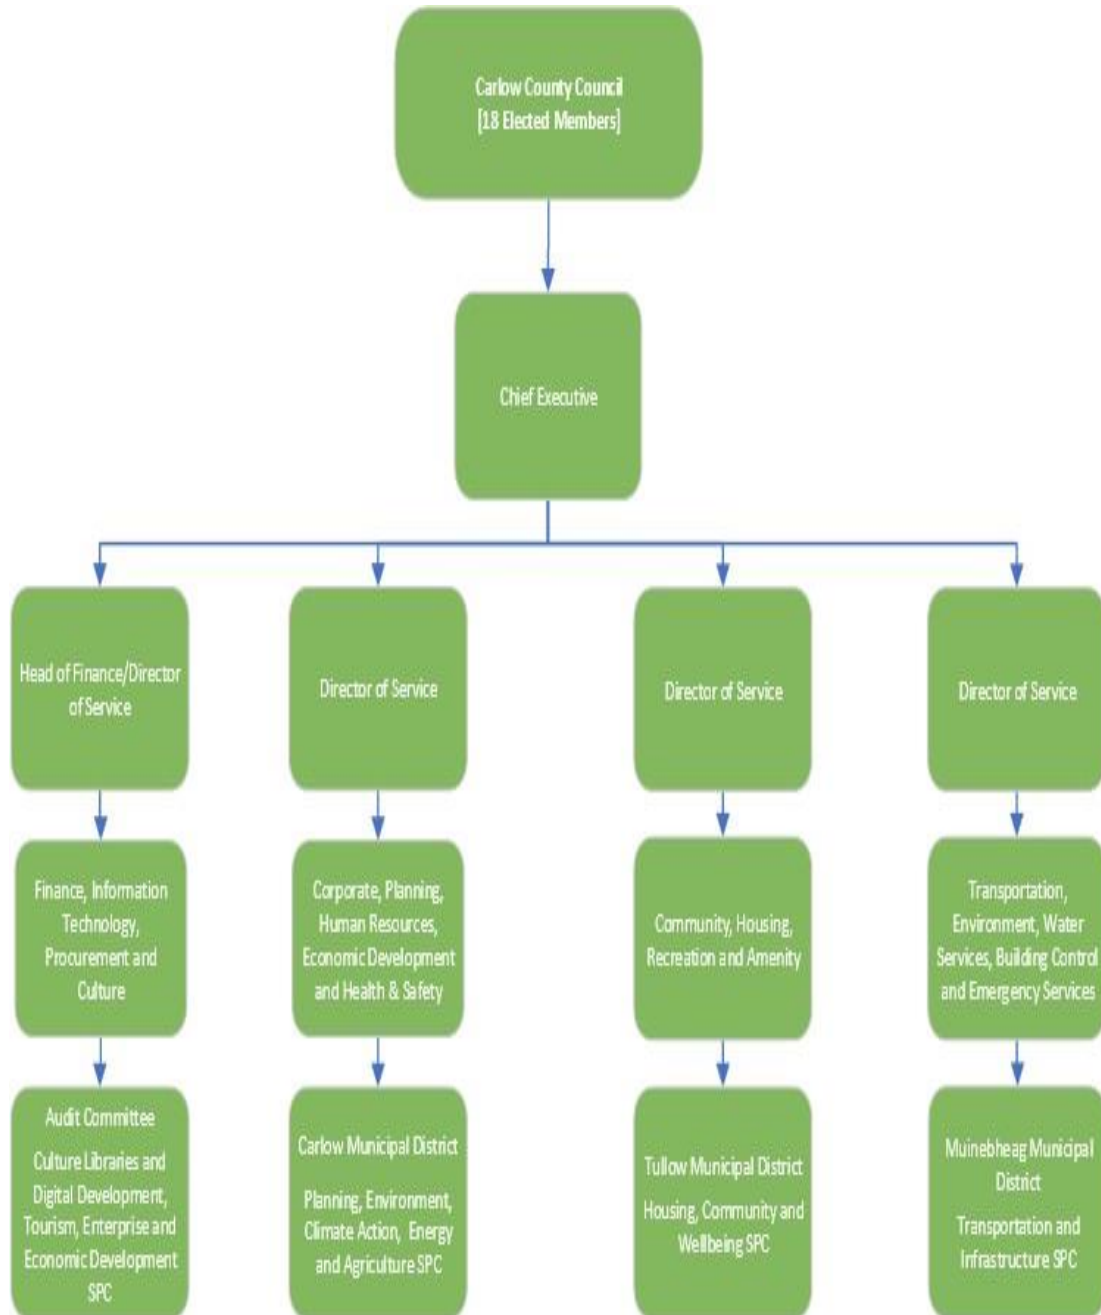 Carlow County Council
[18 Elected Members]
Chief Executive
Head of Finance/Director
of Service
Director of Service
Director of Service
Director of Service
Finance, Information
Technology,
Procurement and
Culture
Corporate, Planning,
Human Resources,
Economic Development
and Health & Safety
Community, Housing,
Recreation and Amenity
Transportation,
Environment, Water
Services, Building Control
and Emergency Services
Audit Committee
Culture Libraries and
Digital Development,
Tourism, Enterprise and
Economic Development
SPC
Carlow Municipal District
Planning, Environment,
Climate Action, Energy
and Agriculture SPC
Tullow Municipal District
Housing, Community and
Wellbeing SPC
Muinebheag Municipal
District
Transportation and
Infrastructure SPC